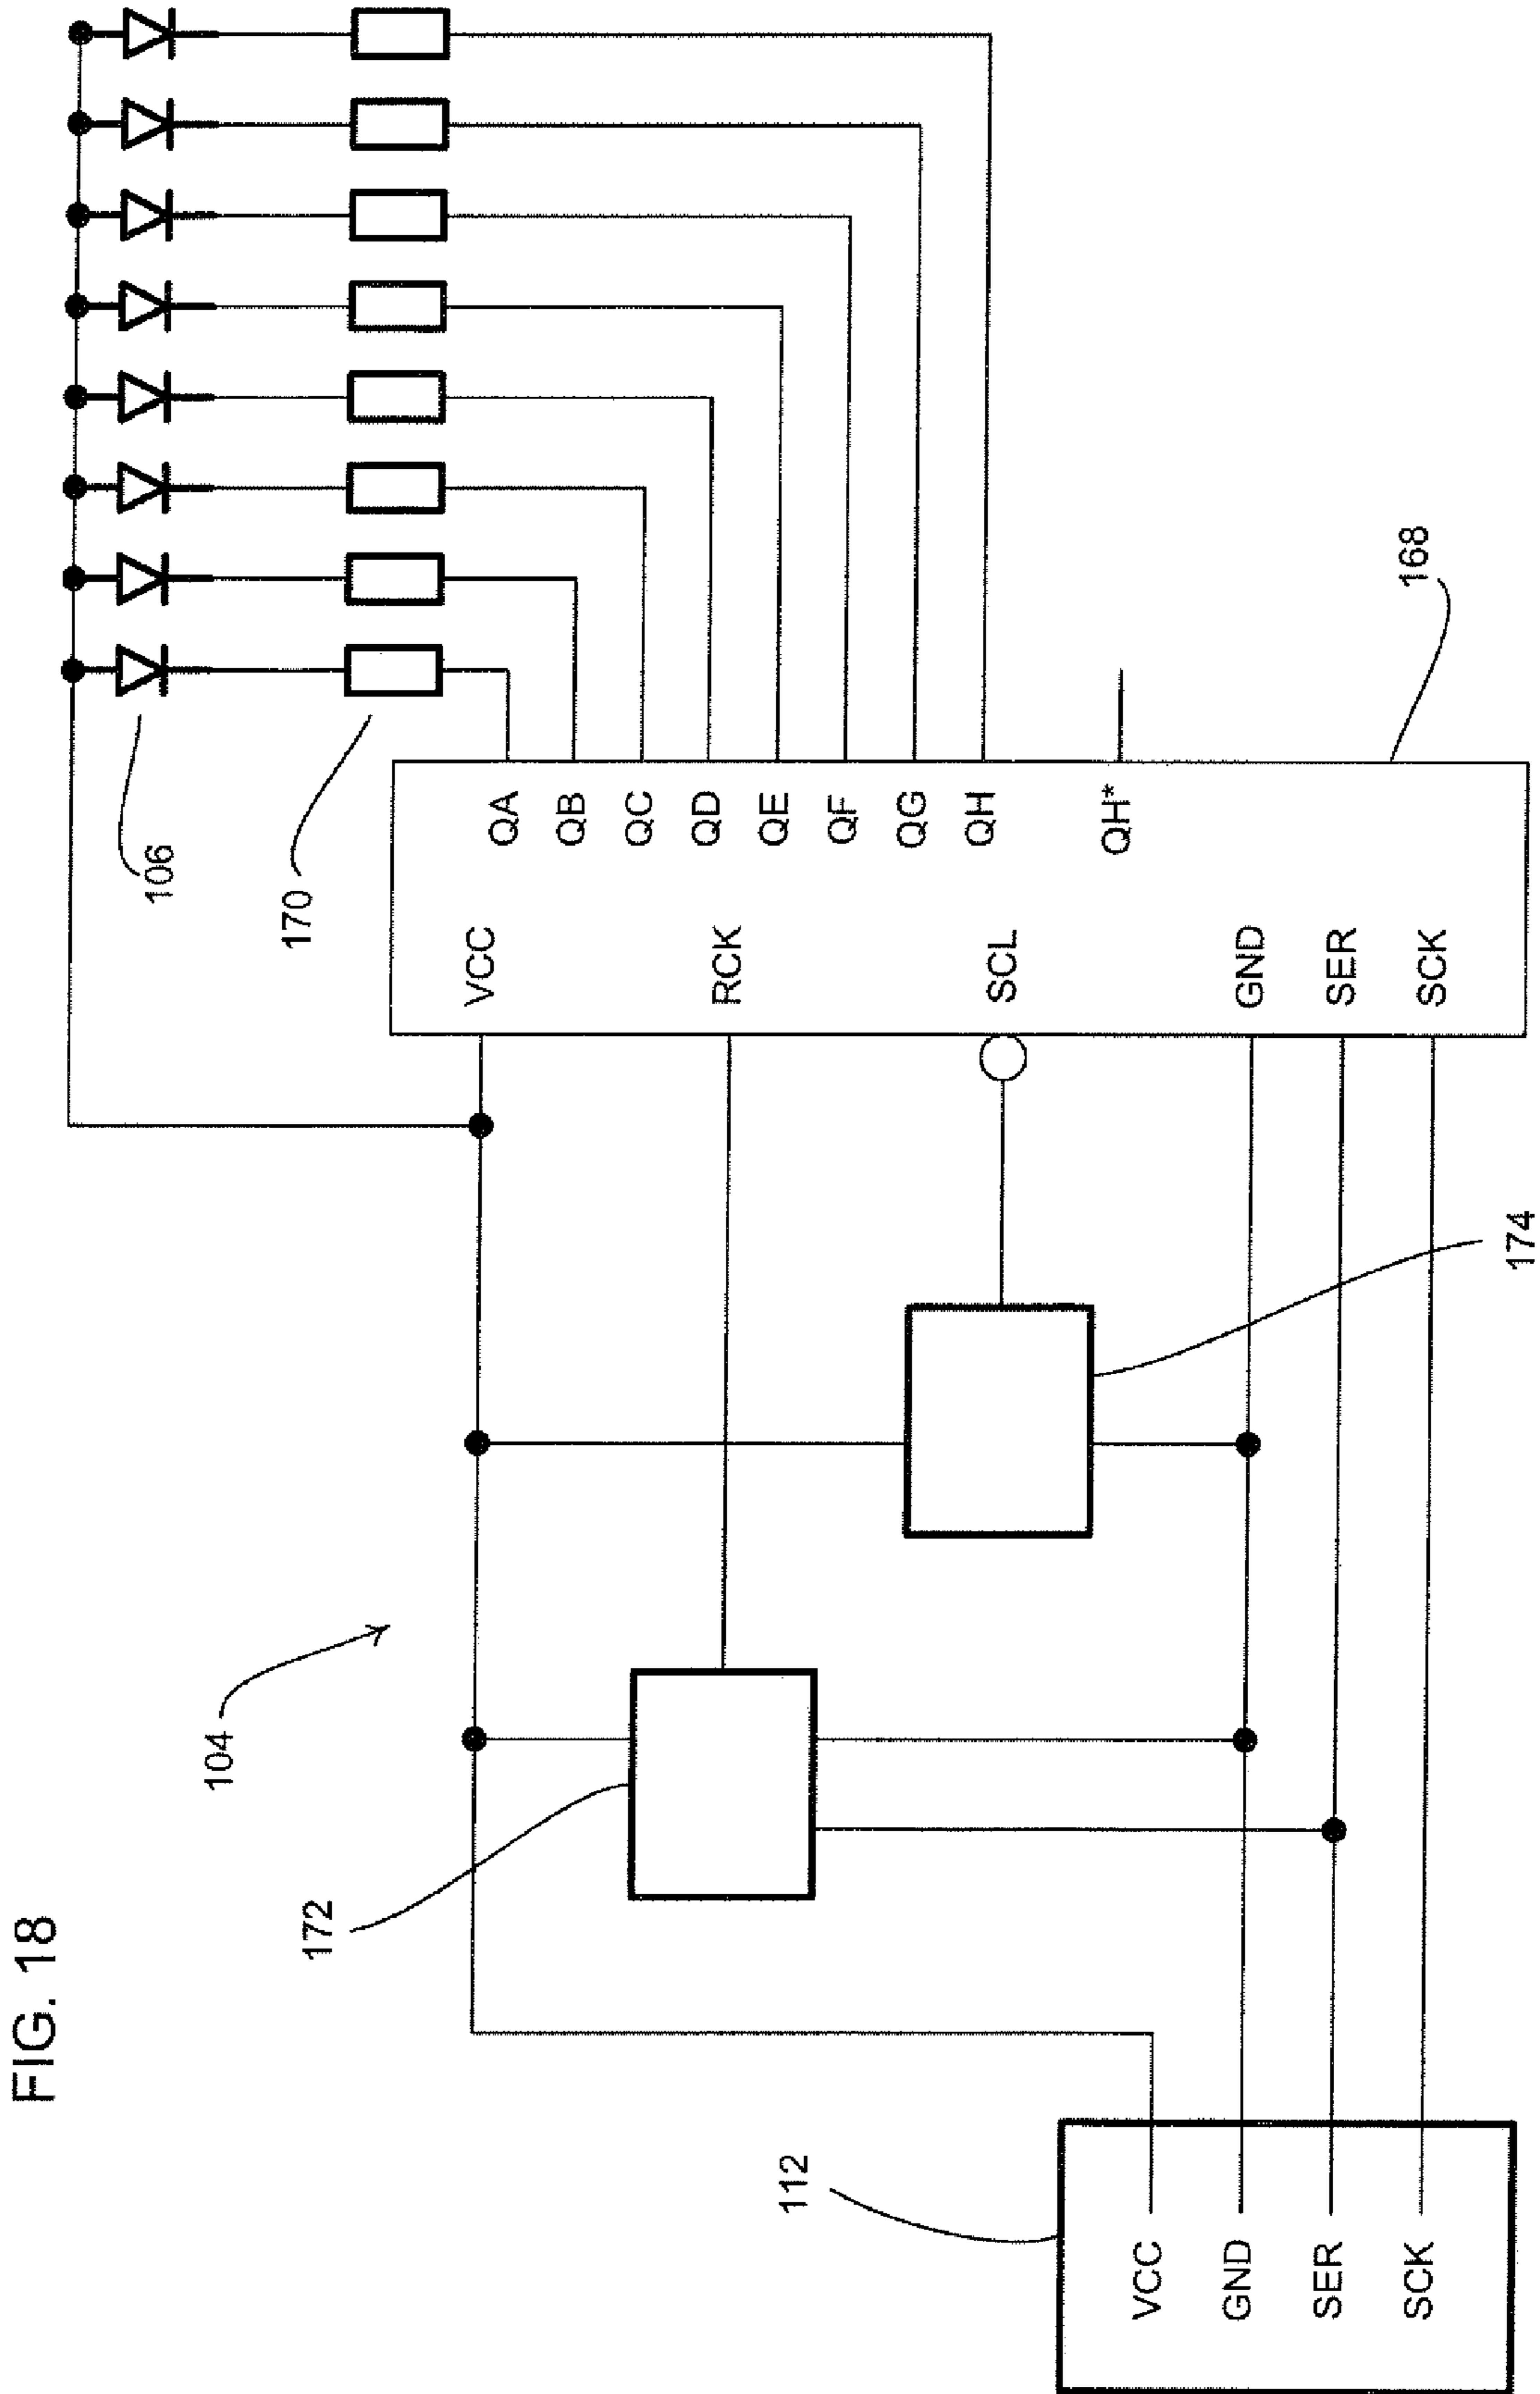 FIG. 18
104
106
170
172
174
168
112
VCC
GND
SER
SCK
VCC
RCK
SCL
GND
SER
SCK
QA
QB
QC
QD
QE
QF
QG
QH
QH*